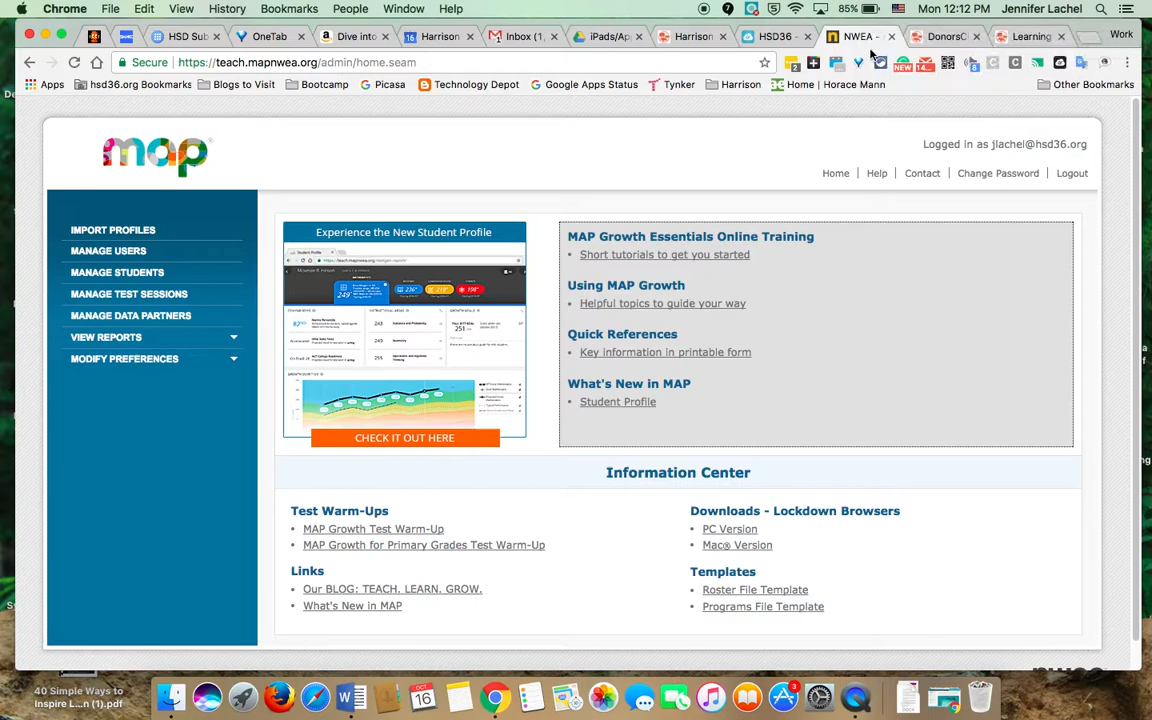 Chrome File Edit View History Bookmarks People Window Help 85% Mon 12:12 PM Jennifer Lachel
HSD Sub OneTab Dive into Harrison Inbox (1, iPads/Ap Harrison HSD36 - NWEA - DonorsC Learning Work
Secure https://teach.mapnwea.org/admin/home.seam
Apps hsd36.org Bookmarks Blogs to Visit Bootcamp Picasa Technology Depot Google Apps Status Tynker Harrison Home | Horace Mann Other Bookmarks
map
Logged in as jlachel@hsd36.org
Home | Help | Contact | Change Password | Logout
IMPORT PROFILES
MANAGE USERS
MANAGE STUDENTS
MANAGE TEST SESSIONS
MANAGE DATA PARTNERS
VIEW REPORTS
MODIFY PREFERENCES
Experience the New Student Profile
CHECK IT OUT HERE
MAP Growth Essentials Online Training
• Short tutorials to get you started
Using MAP Growth
• Helpful topics to guide your way
Quick References
• Key information in printable form
What's New in MAP
• Student Profile
Information Center
Test Warm-Ups
• MAP Growth Test Warm-Up
• MAP Growth for Primary Grades Test Warm-Up
Links
• Our BLOG: TEACH. LEARN. GROW.
• What's New in MAP
Downloads - Lockdown Browsers
• PC Version
• Mac® Version
Templates
• Roster File Template
• Programs File Template
40 Simple Ways to
Inspire L...n (1).pdf
OCT
16
3